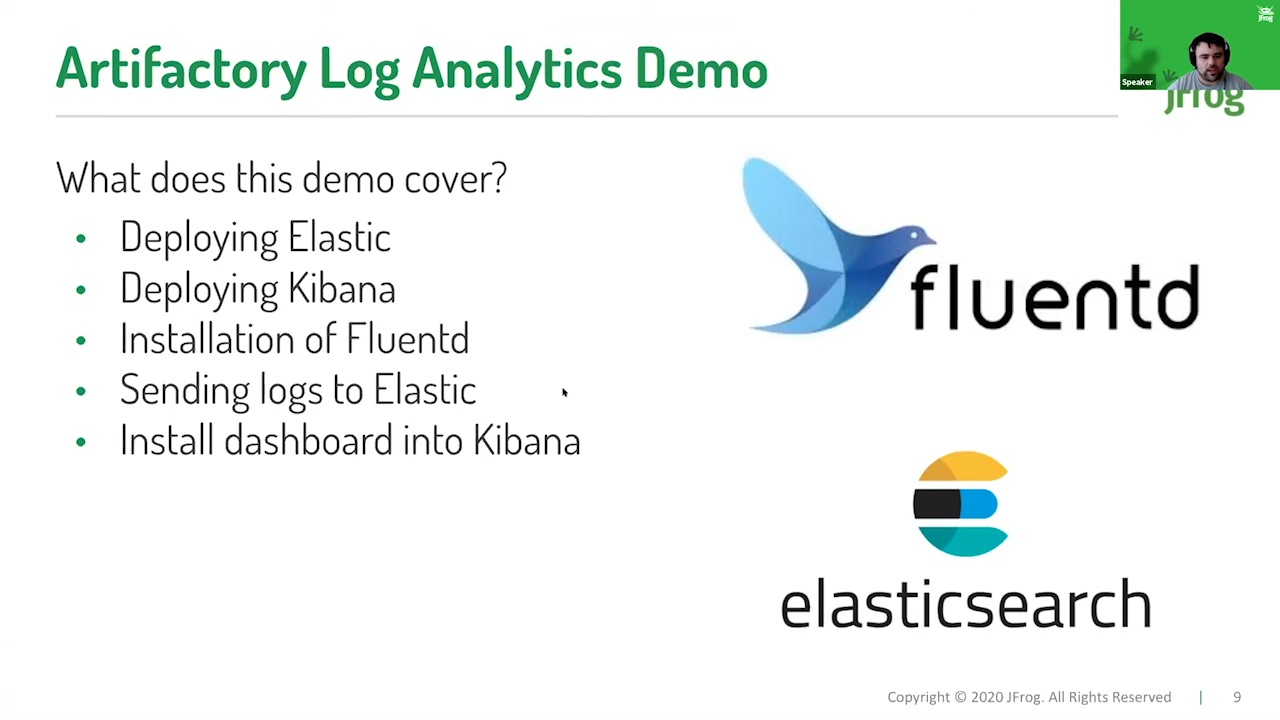 Artifactory Log Analytics Demo
JFrog
Speaker
JFrog
What does this demo cover?
• Deploying Elastic
• Deploying Kibana
• Installation of Fluentd
• Sending logs to Elastic
• Install dashboard into Kibana
fluentd
elasticsearch
Copyright © 2020 JFrog. All Rights Reserved | 9